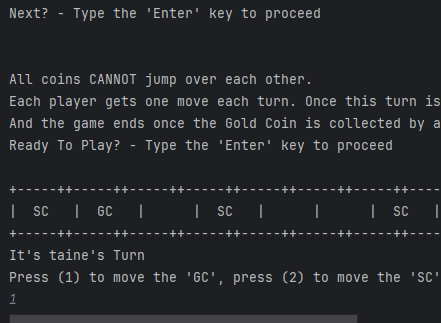 Next? - Type the 'Enter' key to proceed
All coins CANNOT jump over each other.
Each player gets one move each turn. Once this turn is
And the game ends once the Gold Coin is collected by a
Ready To Play? - Type the 'Enter' key to proceed
+-----++-----++-----++-----++-----++-----++-----++----
|  SC   |  GC   |      |  SC   |      |      |  SC   |
+-----++-----++-----++-----++-----++-----++-----++----
It's taine's Turn
Press (1) to move the 'GC', press (2) to move the 'SC'
1